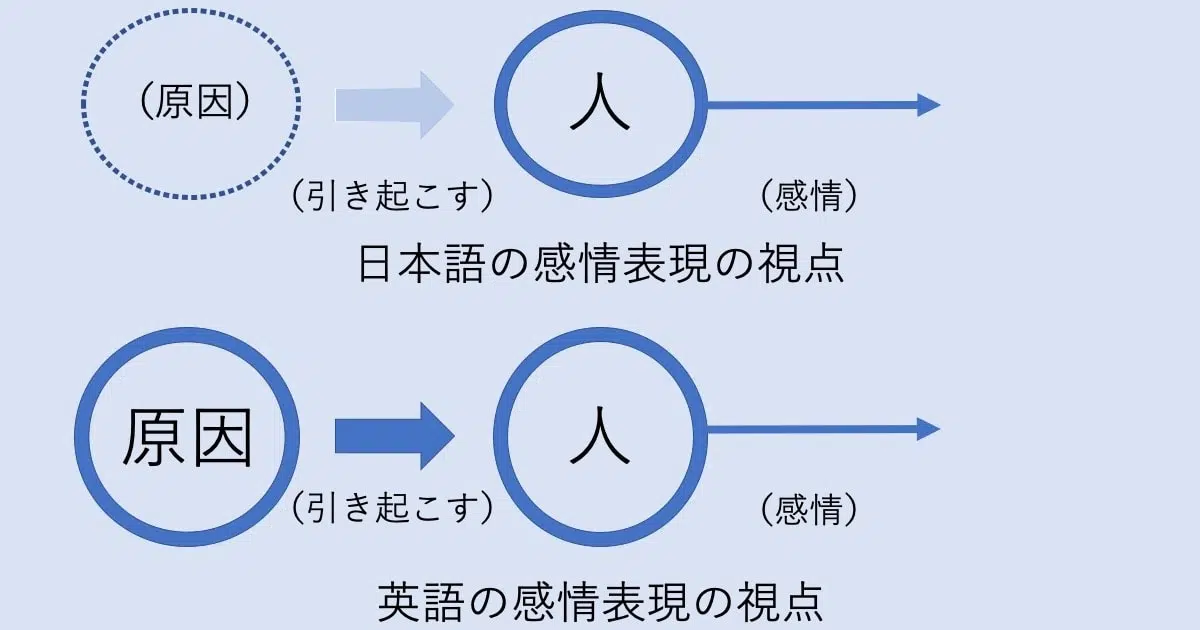 （原因）
人
（引き起こす）
（感情）
日本語の感情表現の視点
原因
人
（引き起こす）
（感情）
英語の感情表現の視点